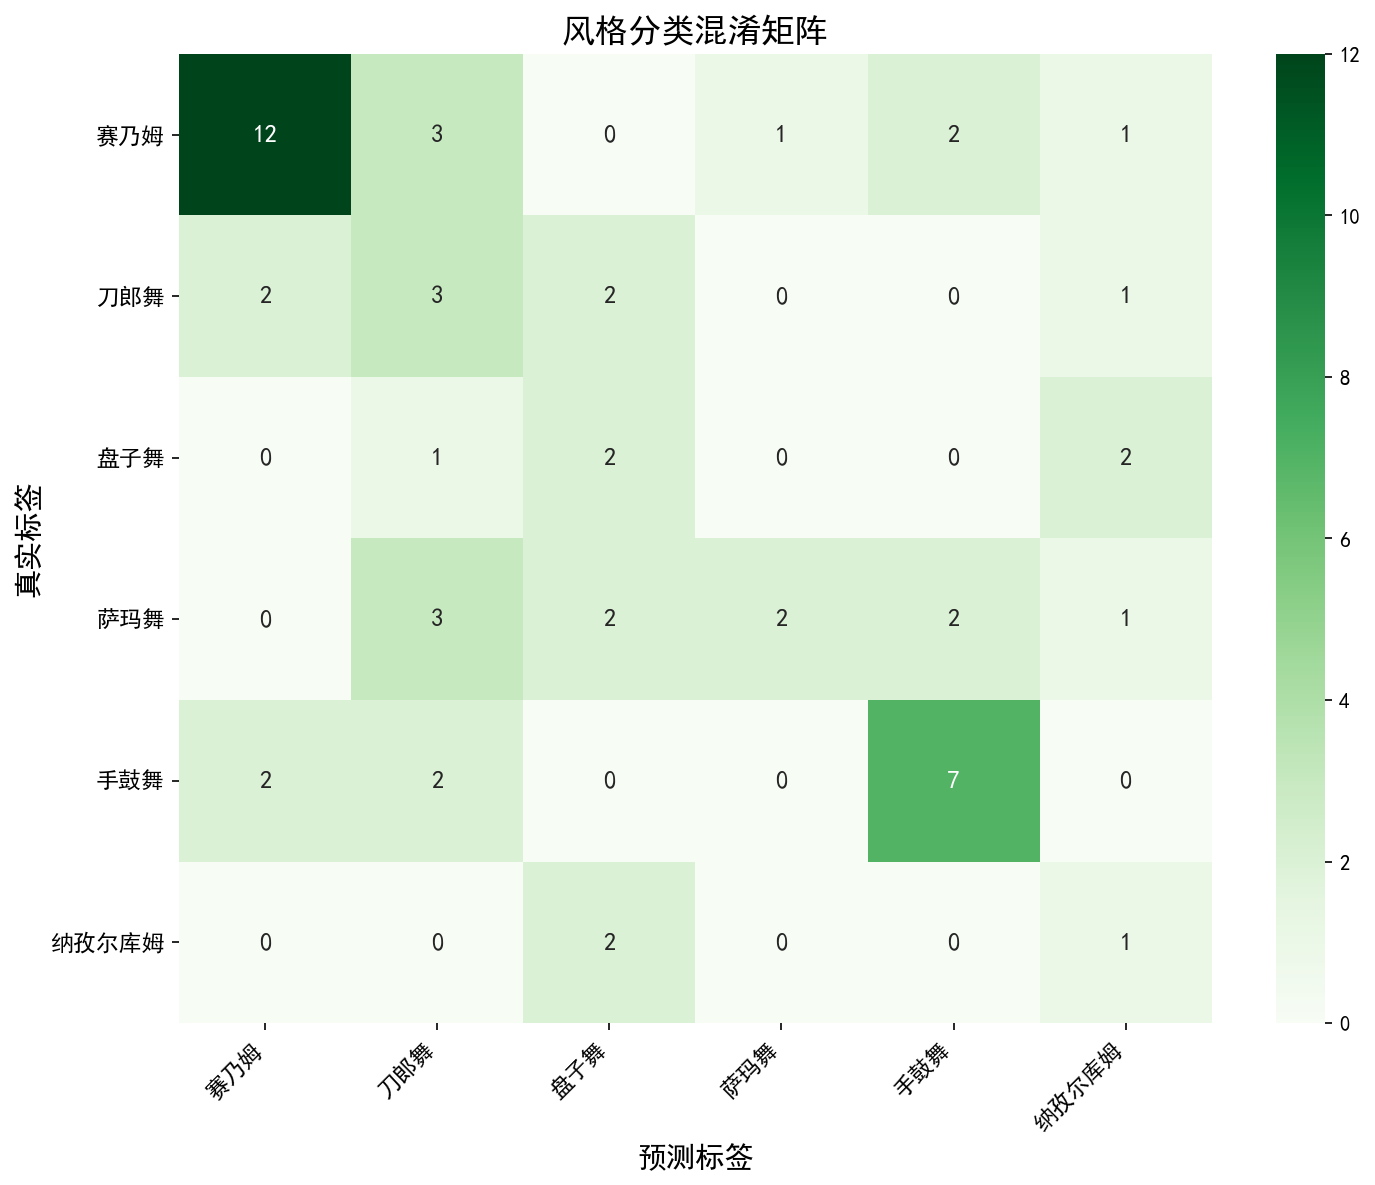 风格分类混淆矩阵
真实标签
赛乃姆 12 3 0 1 2 1
刀郎舞 2 3 2 0 0 1
盘子舞 0 1 2 0 0 2
萨玛舞 0 3 2 2 2 1
手鼓舞 2 2 0 0 7 0
纳孜尔库姆 0 0 2 0 0 1
赛乃姆 刀郎舞 盘子舞 萨玛舞 手鼓舞 纳孜尔库姆
预测标签
12
10
8
6
4
2
0